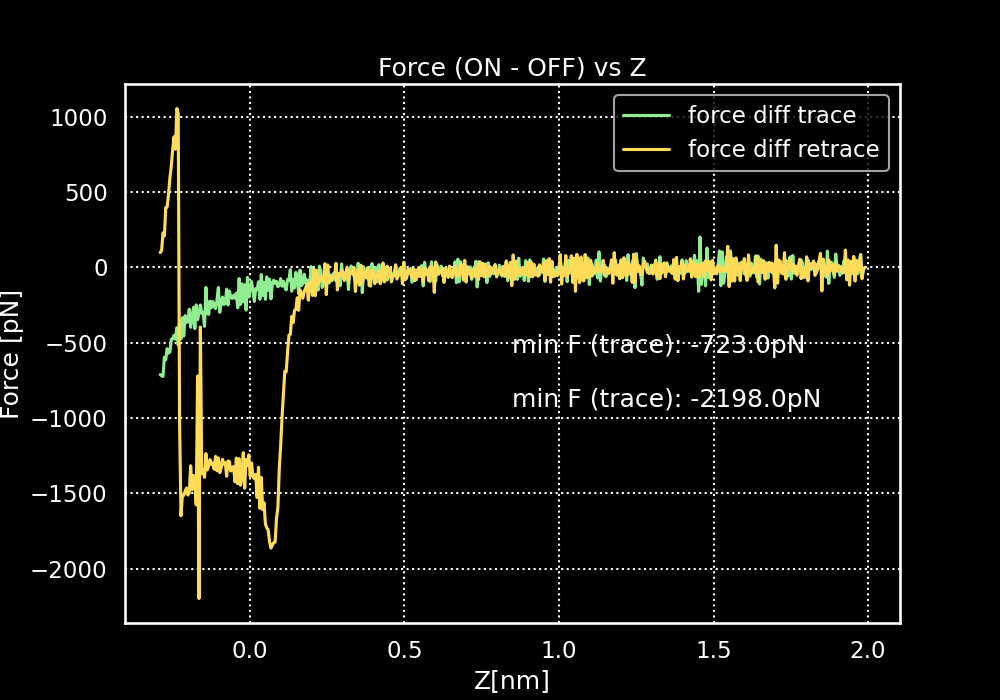 Force (ON - OFF) vs Z
force diff trace
force diff retrace
1000
500
0
−500
−1000
−1500
−2000
Force [pN]
min F (trace): -723.0pN
min F (trace): -2198.0pN
0.0
0.5
1.0
1.5
2.0
Z[nm]